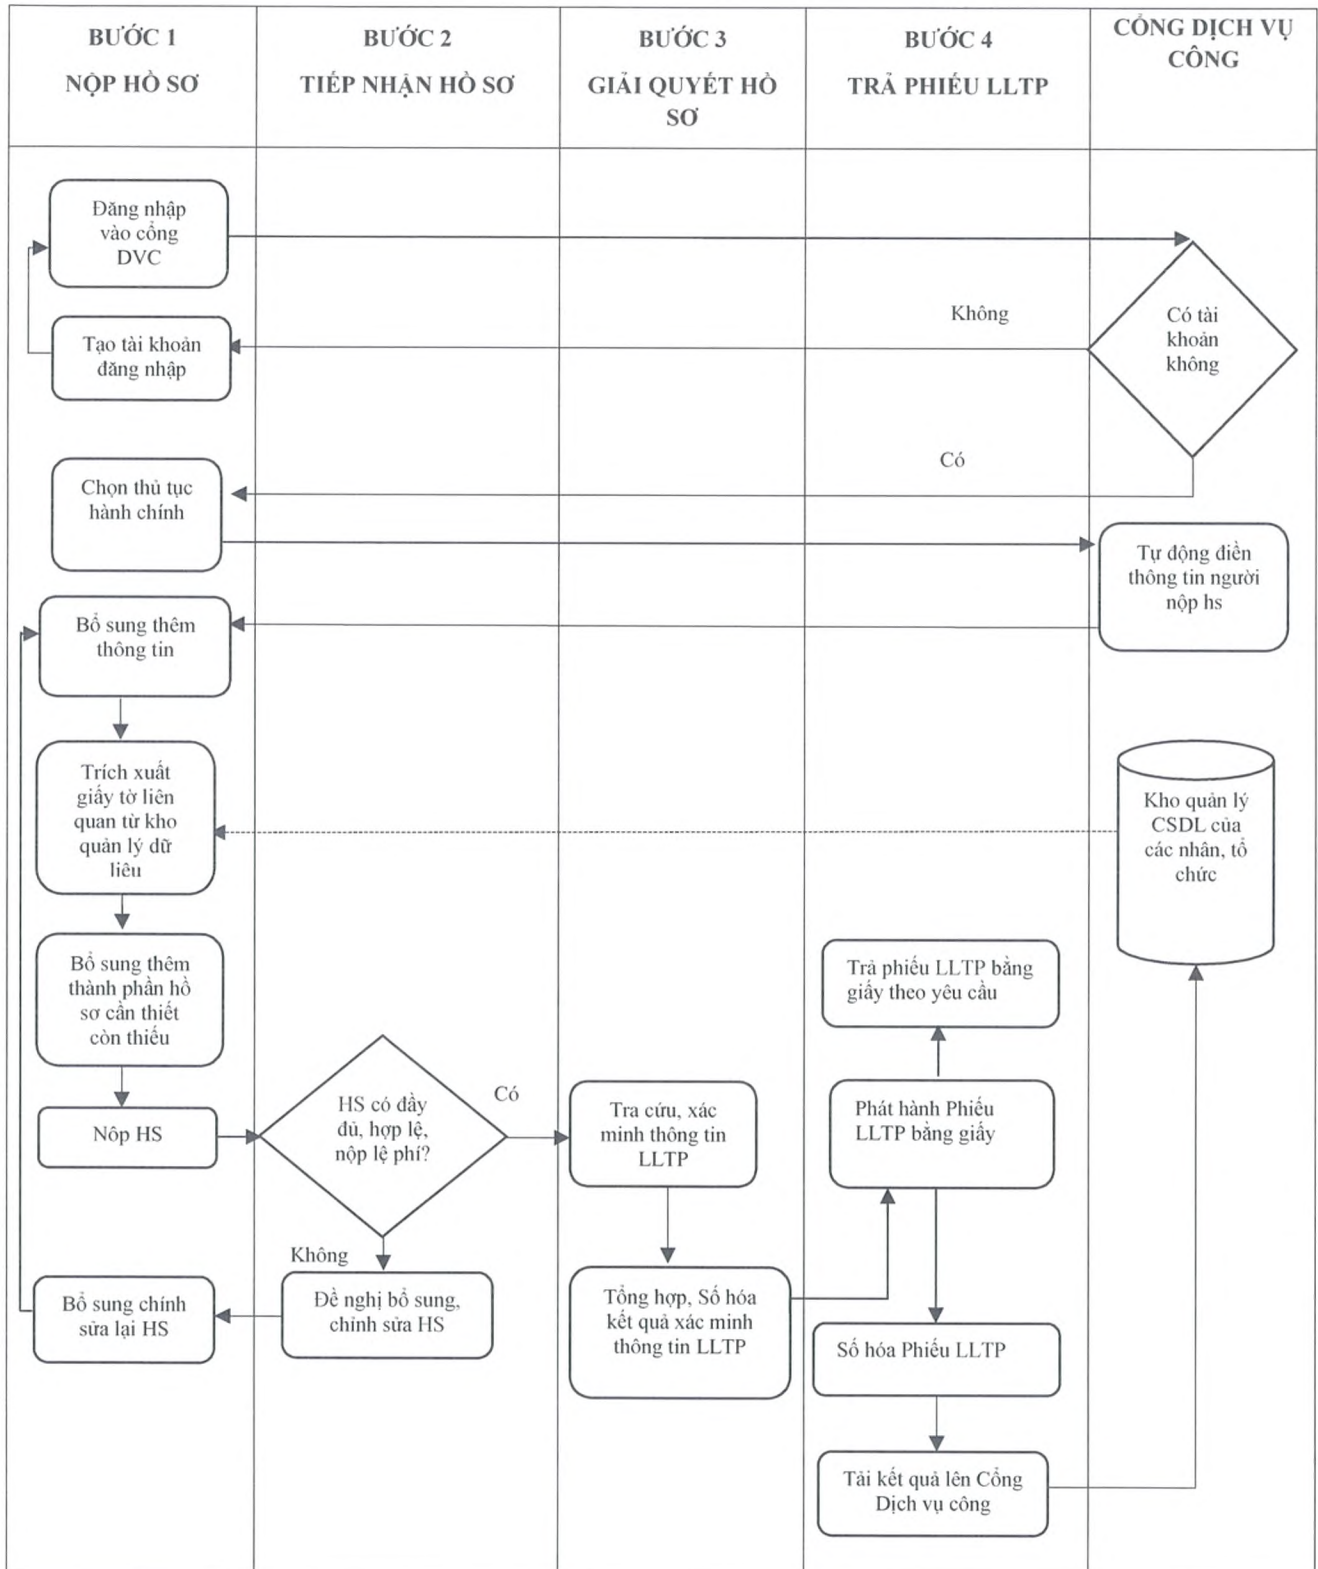 BƯỚC 1
NỘP HỒ SƠ
BƯỚC 2
TIẾP NHẬN HỒ SƠ
BƯỚC 3
GIẢI QUYẾT HỒ
SƠ
BƯỚC 4
TRẢ PHIẾU LLTP
CỔNG DỊCH VỤ
CÔNG
Đăng nhập
vào cổng
DVC
Không
Có tài
khoản
không
Tạo tài khoản
đăng nhập
Có
Chọn thủ tục
hành chính
Tự động điền
thông tin người
nộp hs
Bổ sung thêm
thông tin
Trích xuất
giấy tờ liên
quan từ kho
quản lý dữ
liêu
Kho quản lý
CSDL của
các nhân, tổ
chức
Bổ sung thêm
thành phần hồ
sơ cần thiết
còn thiếu
Trả phiếu LLTP bằng
giấy theo yêu cầu
Nôp HS
HS có đầy
đủ, hợp lệ,
nộp lệ phí?
Có
Tra cứu, xác
minh thông tin
LLTP
Phát hành Phiếu
LLTP bằng giấy
Không
Bổ sung chỉnh
sửa lại HS
Đề nghị bổ sung,
chỉnh sửa HS
Tổng hợp, Số hóa
kết quả xác minh
thông tin LLTP
Số hóa Phiếu LLTP
Tải kết quả lên Cổng
Dịch vụ công